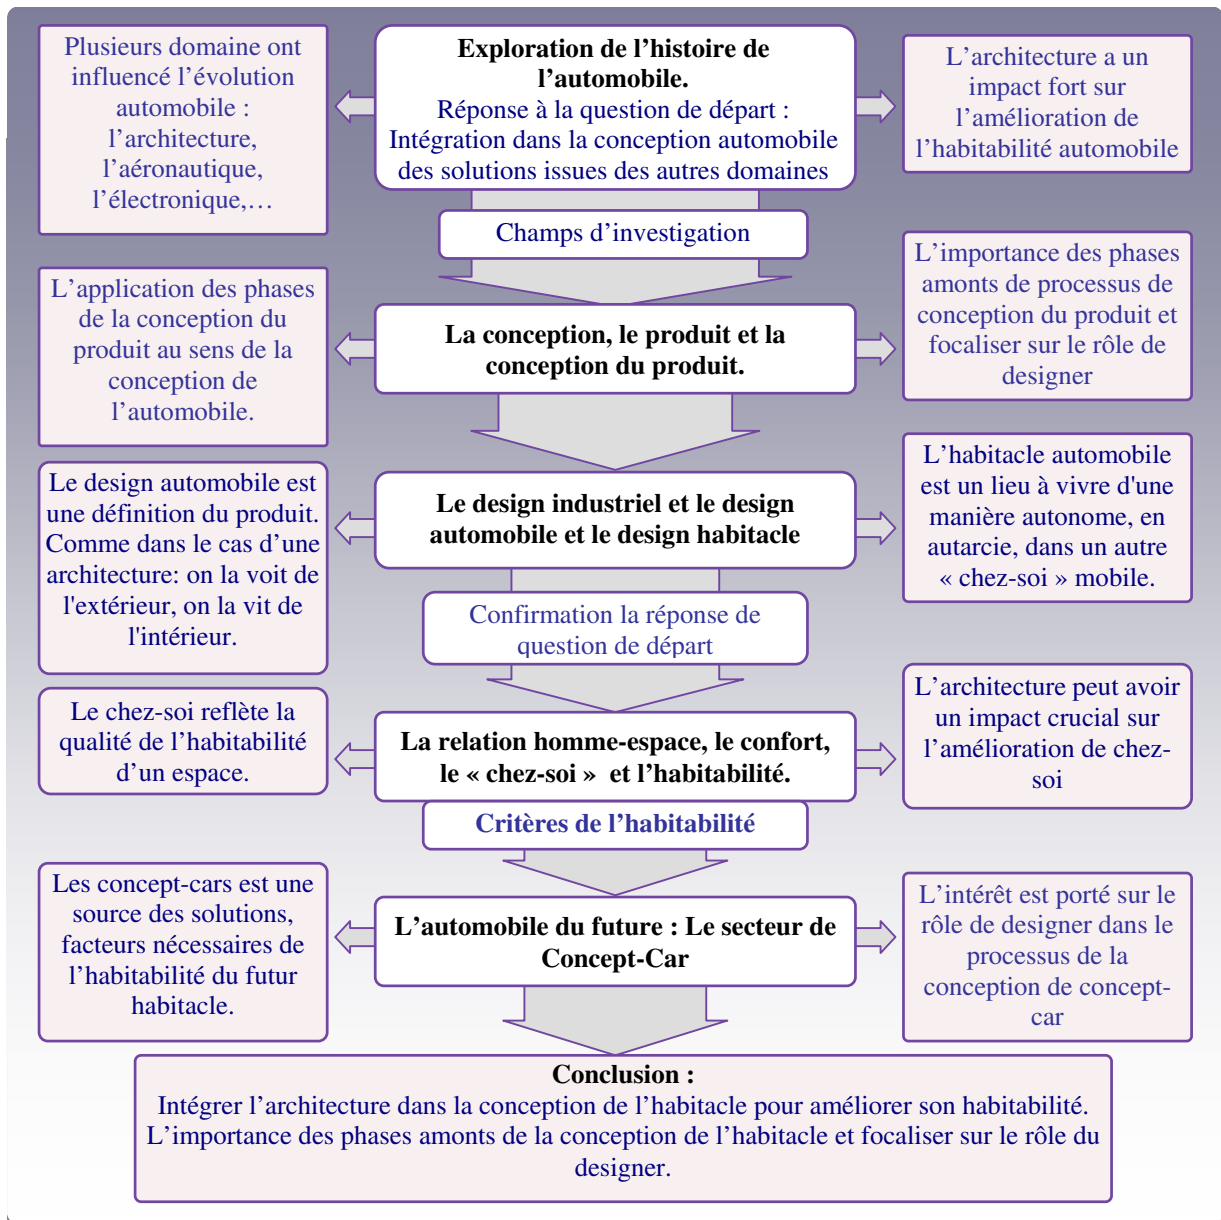 Plusieurs domaine ont
influencé l’évolution
automobile :
l’architecture,
l’aéronautique,
l’électronique,…
Exploration de l’histoire de
l’automobile.
Réponse à la question de départ :
Intégration dans la conception automobile
des solutions issues des autres domaines
L’architecture a un
impact fort sur
l’amélioration de
l’habitabilité automobile
Champs d’investigation
L’application des phases
de la conception du
produit au sens de la
conception de
l’automobile.
La conception, le produit et la
conception du produit.
L’importance des phases
amonts de processus de
conception du produit et
focaliser sur le rôle de
designer
Le design automobile est
une définition du produit.
Comme dans le cas d’une
architecture: on la voit de
l'extérieur, on la vit de
l'intérieur.
Le design industriel et le design
automobile et le design habitacle
L’habitacle automobile
est un lieu à vivre d'une
manière autonome, en
autarcie, dans un autre
« chez-soi » mobile.
Confirmation la réponse de
question de départ
Le chez-soi reflète la
qualité de l’habitabilité
d’un espace.
La relation homme-espace, le confort,
le « chez-soi » et l’habitabilité.
L’architecture peut avoir
un impact crucial sur
l’amélioration de chez-
soi
Critères de l’habitabilité
Les concept-cars est une
source des solutions,
facteurs nécessaires de
l’habitabilité du futur
habitacle.
L’automobile du future : Le secteur de
Concept-Car
L’intérêt est porté sur le
rôle de designer dans le
processus de la
conception de concept-
car
Conclusion :
Intégrer l’architecture dans la conception de l’habitacle pour améliorer son habitabilité.
L’importance des phases amonts de la conception de l’habitacle et focaliser sur le rôle du
designer.